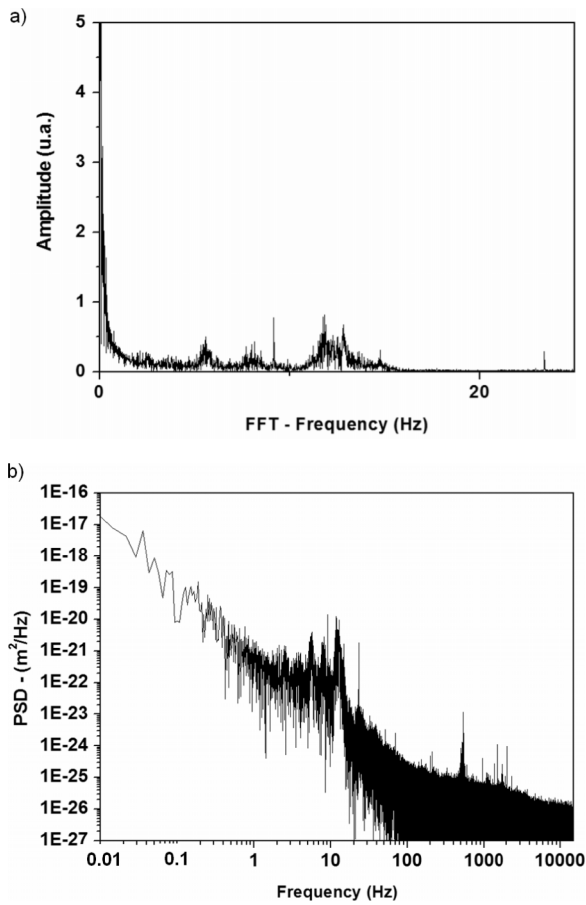 a)
5
4
3
2
1
0
Amplitude (u.a.)
0
20
FFT - Frequency (Hz)
b)
1E-16
1E-17
1E-18
1E-19
1E-20
1E-21
1E-22
1E-23
1E-24
1E-25
1E-26
1E-27
PSD - (m²/Hz)
0.01
0.1
1
10
100
1000
10000
Frequency (Hz)